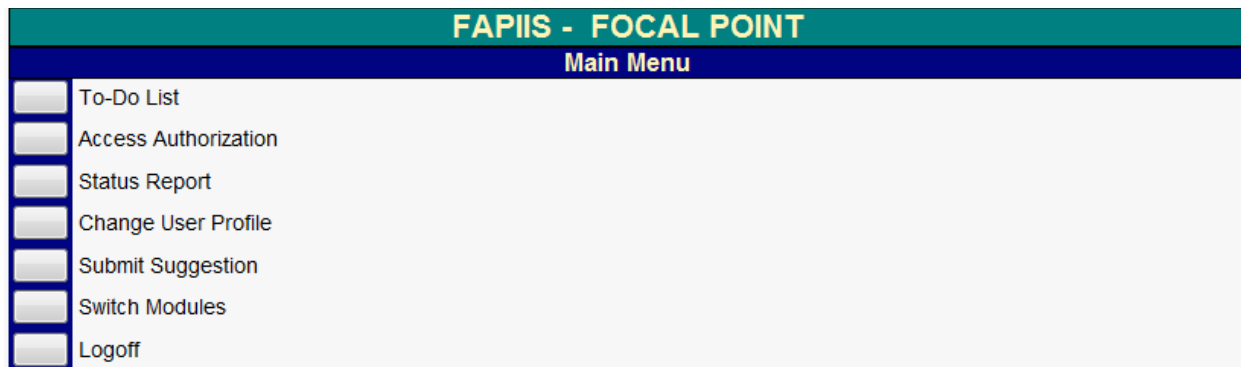 FAPIIS - FOCAL POINT
Main Menu
To-Do List
Access Authorization
Status Report
Change User Profile
Submit Suggestion
Switch Modules
Logoff